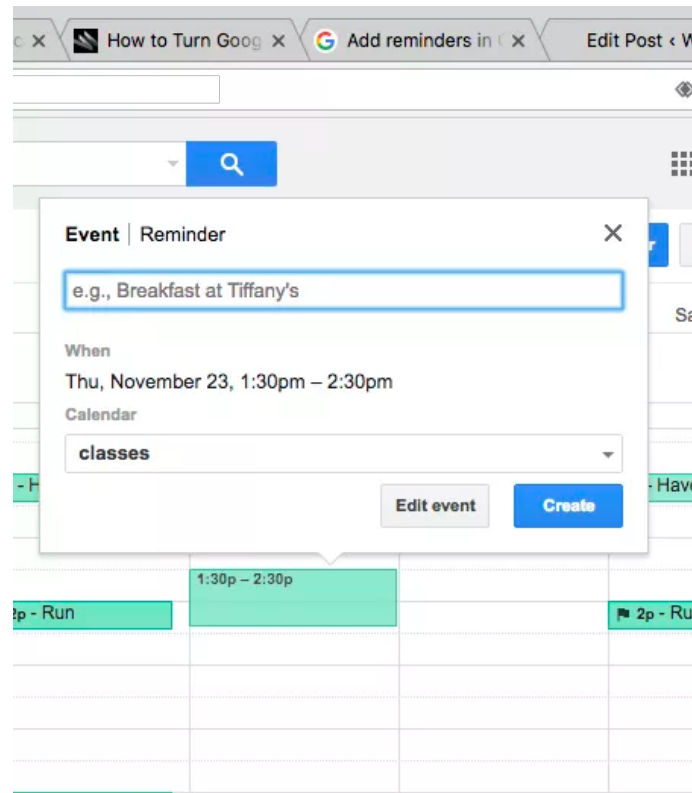 How to Turn Goog
Add reminders in
Edit Post ‹ W
Event | Reminder
e.g., Breakfast at Tiffany's
When
Thu, November 23, 1:30pm – 2:30pm
Calendar
classes
Edit event Create
1:30p – 2:30p
- H
- Have
2p - Run
2p - Ru
Sa